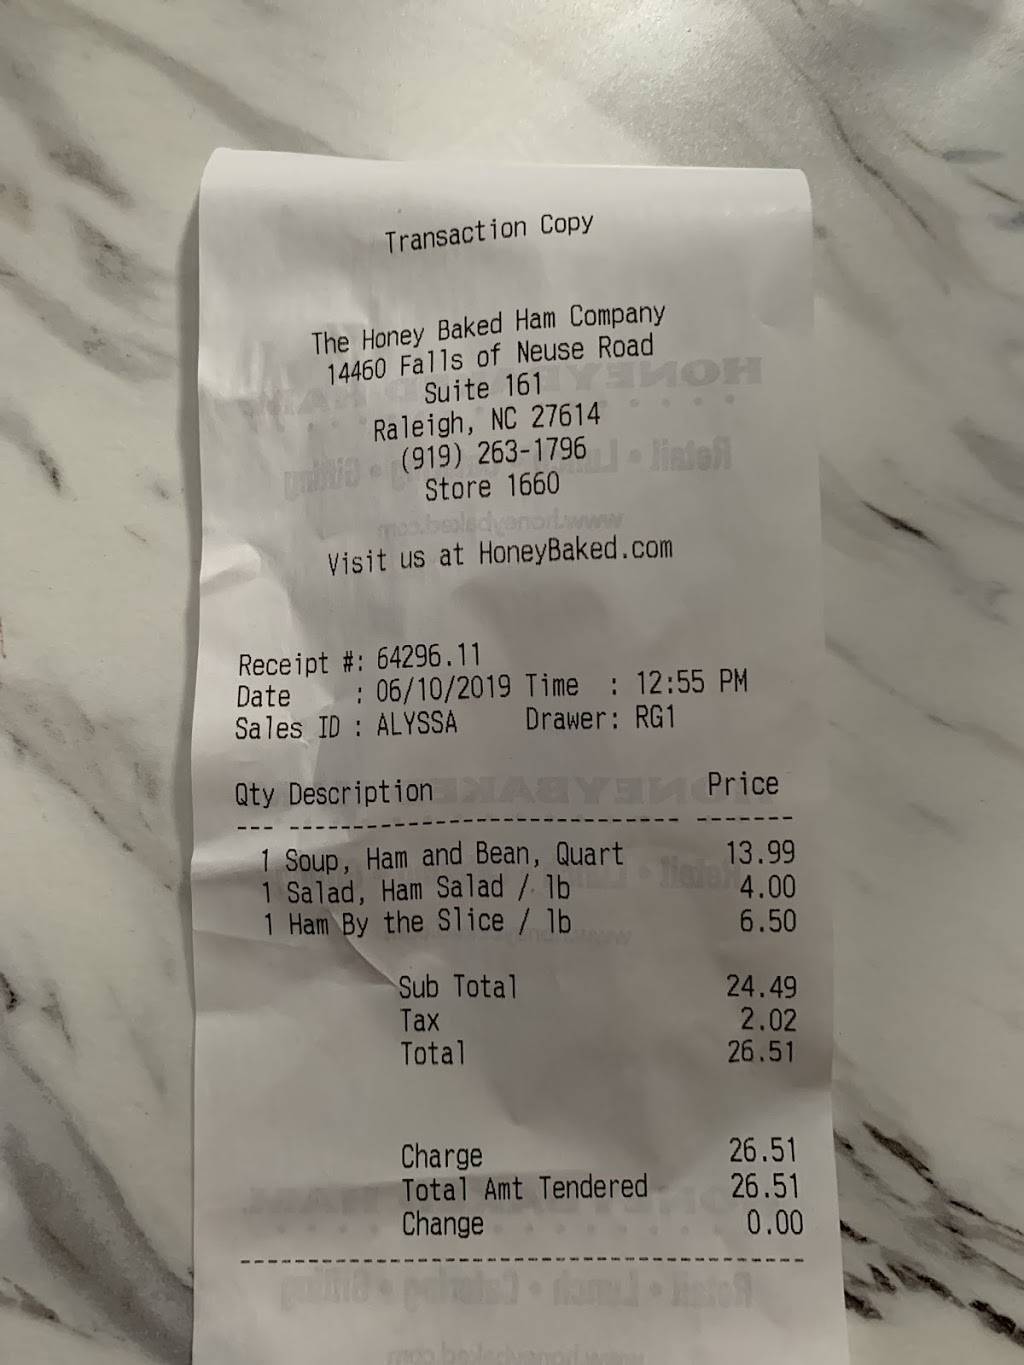 Transaction Copy
The Honey Baked Ham Company
14460 Falls of Neuse Road
Suite 161
Raleigh, NC 27614
(919) 263-1796
Store 1660
Visit us at HoneyBaked.com
Receipt #: 64296.11
Date : 06/10/2019 Time : 12:55 PM
Sales ID : ALYSSA Drawer: RG1
Qty Description Price
1 Soup, Ham and Bean, Quart 13.99
1 Salad, Ham Salad / lb 4.00
1 Ham By the Slice / lb 6.50
Sub Total 24.49
Tax 2.02
Total 26.51
Charge 26.51
Total Amt Tendered 26.51
Change 0.00